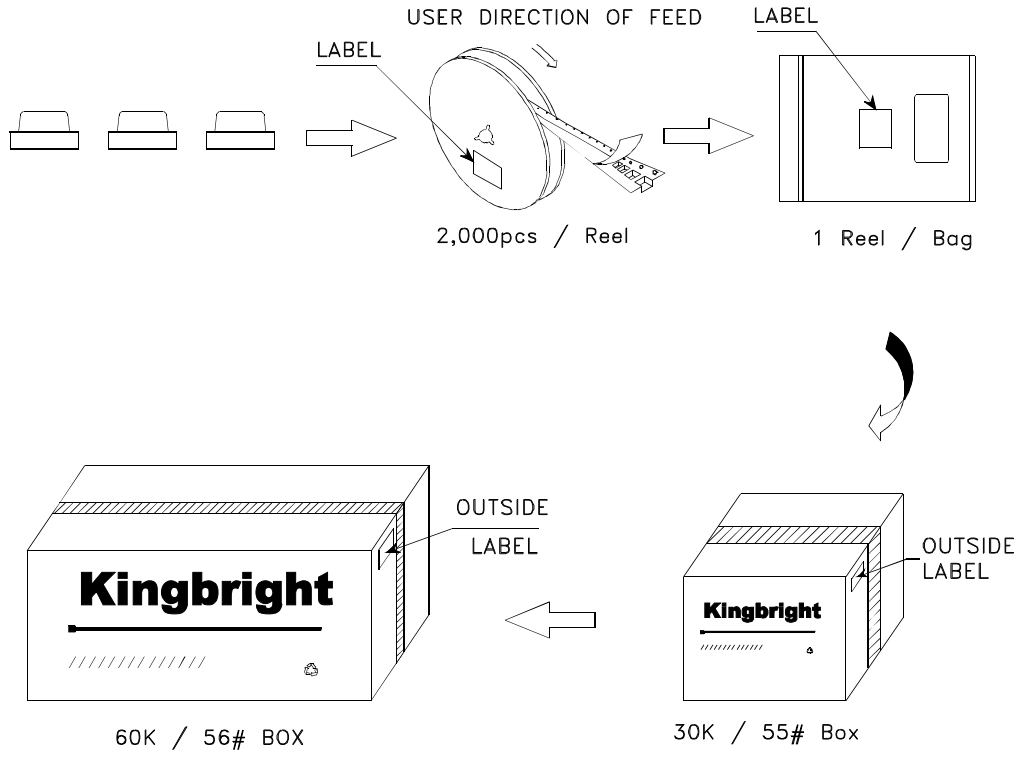 USER DIRECTION OF FEED
LABEL
LABEL
2,000pcs / Reel
1 Reel / Bag
OUTSIDE
LABEL
Kingbright
60K / 56# BOX
OUTSIDE
LABEL
Kingbright
30K / 55# Box